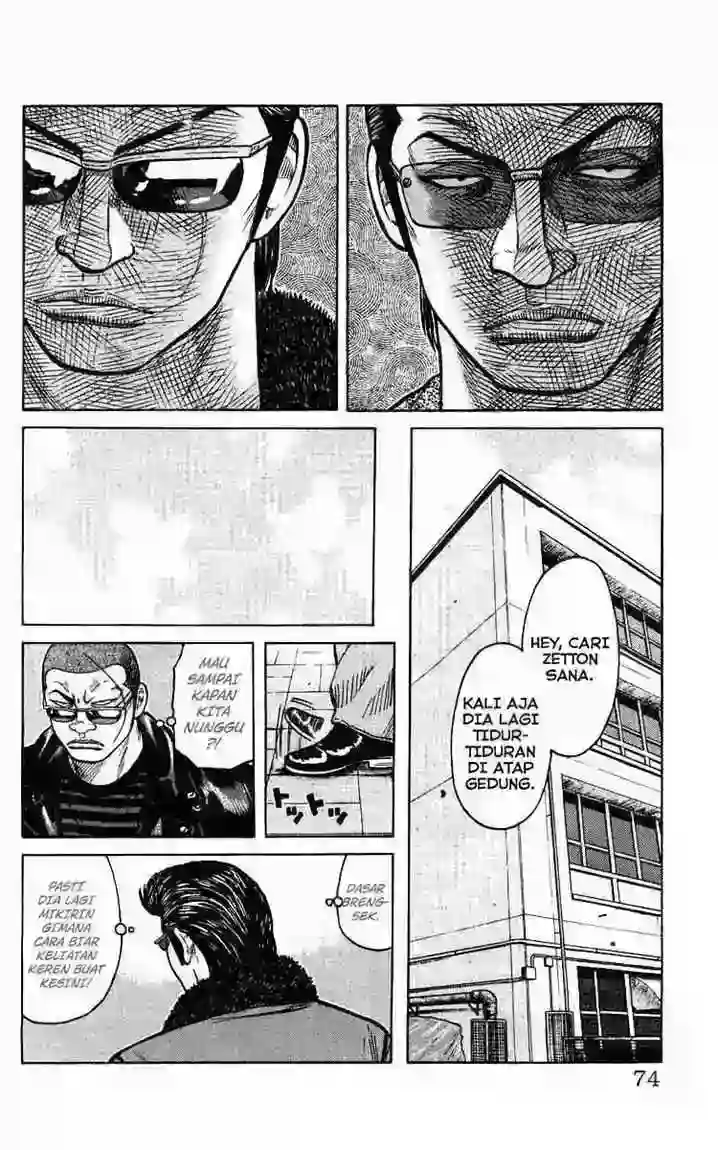 HEY, CARI
ZETTON
SANA.
KALI AJA
DIA LAGI
TIDUR-
TIDURAN
DI ATAP
GEDUNG.
MAU
SAMPAI
KAPAN
KITA
NUNGGU
?!
トットッ
DASAR
BRENG-
SEK.
PASTI
DIA LAGI
MIKIRIN
GIMANA
CARA BIAR
KELIATAN
KEREN BUAT
KESINI!
74